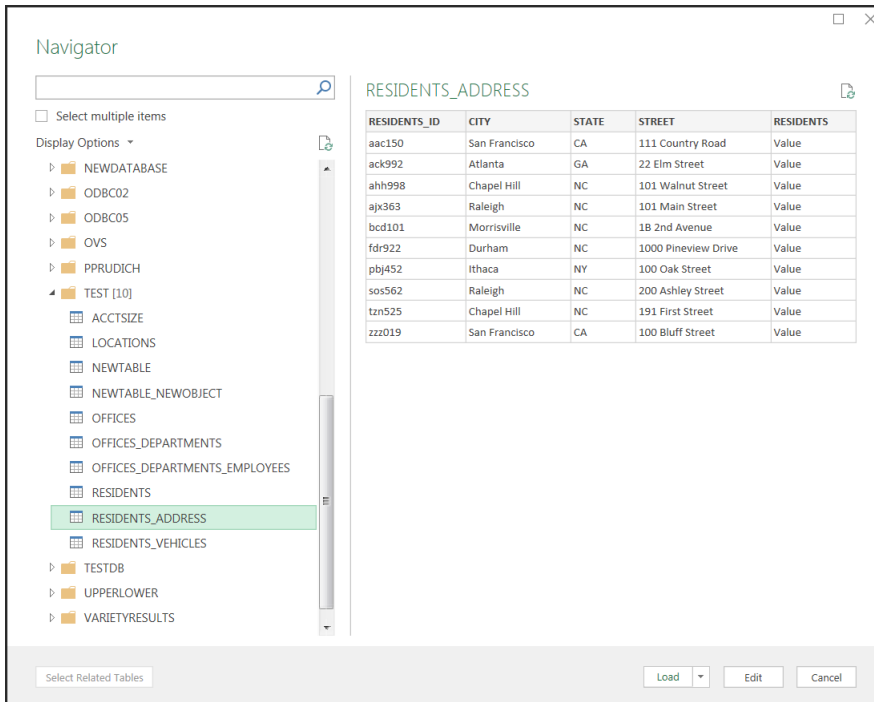 Navigator
Select multiple items
Display Options
NEWDATABASE
ODBC02
ODBC05
OVS
PPRUDICH
TEST [10]
ACCTSIZE
LOCATIONS
NEWTABLE
NEWTABLE_NEWOBJECT
OFFICES
OFFICES_DEPARTMENTS
OFFICES_DEPARTMENTS_EMPLOYEES
RESIDENTS
RESIDENTS_ADDRESS
RESIDENTS_VEHICLES
TESTDB
UPPERLOWER
VARIETYRESULTS
RESIDENTS_ADDRESS
RESIDENTS_ID CITY STATE STREET RESIDENTS
aac150 San Francisco CA 111 Country Road Value
ack992 Atlanta GA 22 Elm Street Value
ahh998 Chapel Hill NC 101 Walnut Street Value
ajx363 Raleigh NC 101 Main Street Value
bcd101 Morrisville NC 1B 2nd Avenue Value
fdr922 Durham NC 1000 Pineview Drive Value
pbj452 Ithaca NY 100 Oak Street Value
sos562 Raleigh NC 200 Ashley Street Value
tzn525 Chapel Hill NC 191 First Street Value
zzz019 San Francisco CA 100 Bluff Street Value
Select Related Tables Load Edit Cancel